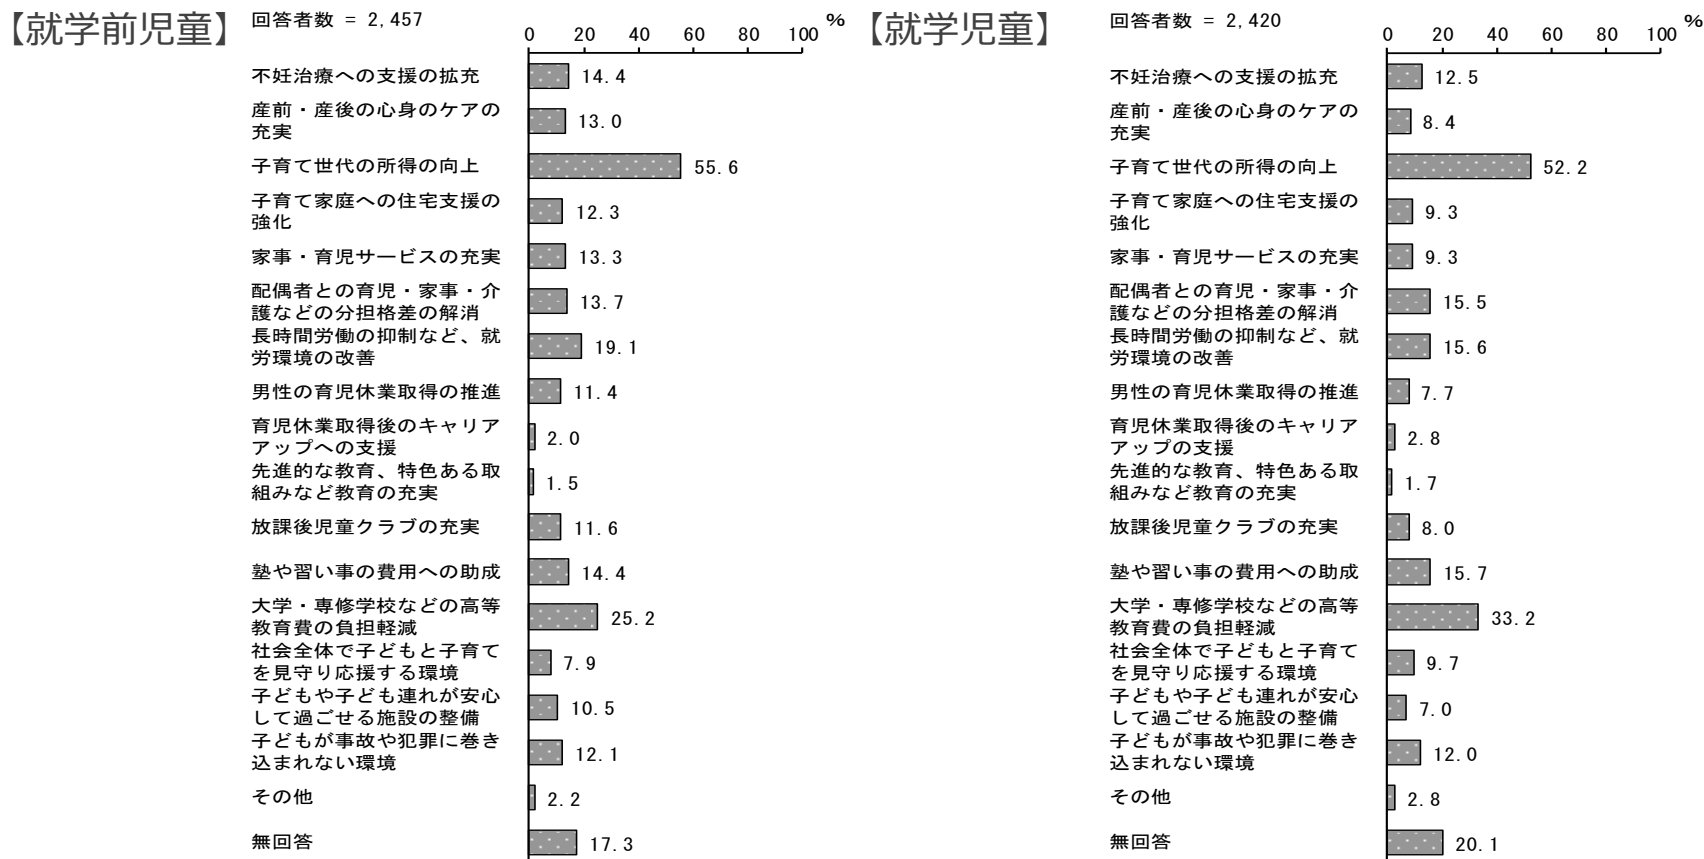 【就学前児童】
回答者数 = 2,457
%
0 20 40 60 80 100
不妊治療への支援の拡充 14.4
産前・産後の心身のケアの
充実 13.0
子育て世代の所得の向上 55.6
子育て家庭への住宅支援の
強化 12.3
家事・育児サービスの充実 13.3
配偶者との育児・家事・介
護などの分担格差の解消 13.7
長時間労働の抑制など、就
労環境の改善 19.1
男性の育児休業取得の推進 11.4
育児休業取得後のキャリア
アップへの支援 2.0
先進的な教育、特色ある取
組みなど教育の充実 1.5
放課後児童クラブの充実 11.6
塾や習い事の費用への助成 14.4
大学・専修学校などの高等
教育費の負担軽減 25.2
社会全体で子どもと子育て
を見守り応援する環境 7.9
子どもや子ども連れが安心
して過ごせる施設の整備 10.5
子どもが事故や犯罪に巻き
込まれない環境 12.1
その他 2.2
無回答 17.3
【就学児童】
回答者数 = 2,420
%
0 20 40 60 80 100
不妊治療への支援の拡充 12.5
産前・産後の心身のケアの
充実 8.4
子育て世代の所得の向上 52.2
子育て家庭への住宅支援の
強化 9.3
家事・育児サービスの充実 9.3
配偶者との育児・家事・介
護などの分担格差の解消 15.5
長時間労働の抑制など、就
労環境の改善 15.6
男性の育児休業取得の推進 7.7
育児休業取得後のキャリア
アップの支援 2.8
先進的な教育、特色ある取
組みなど教育の充実 1.7
放課後児童クラブの充実 8.0
塾や習い事の費用への助成 15.7
大学・専修学校などの高等
教育費の負担軽減 33.2
社会全体で子どもと子育て
を見守り応援する環境 9.7
子どもや子ども連れが安心
して過ごせる施設の整備 7.0
子どもが事故や犯罪に巻き
込まれない環境 12.0
その他 2.8
無回答 20.1